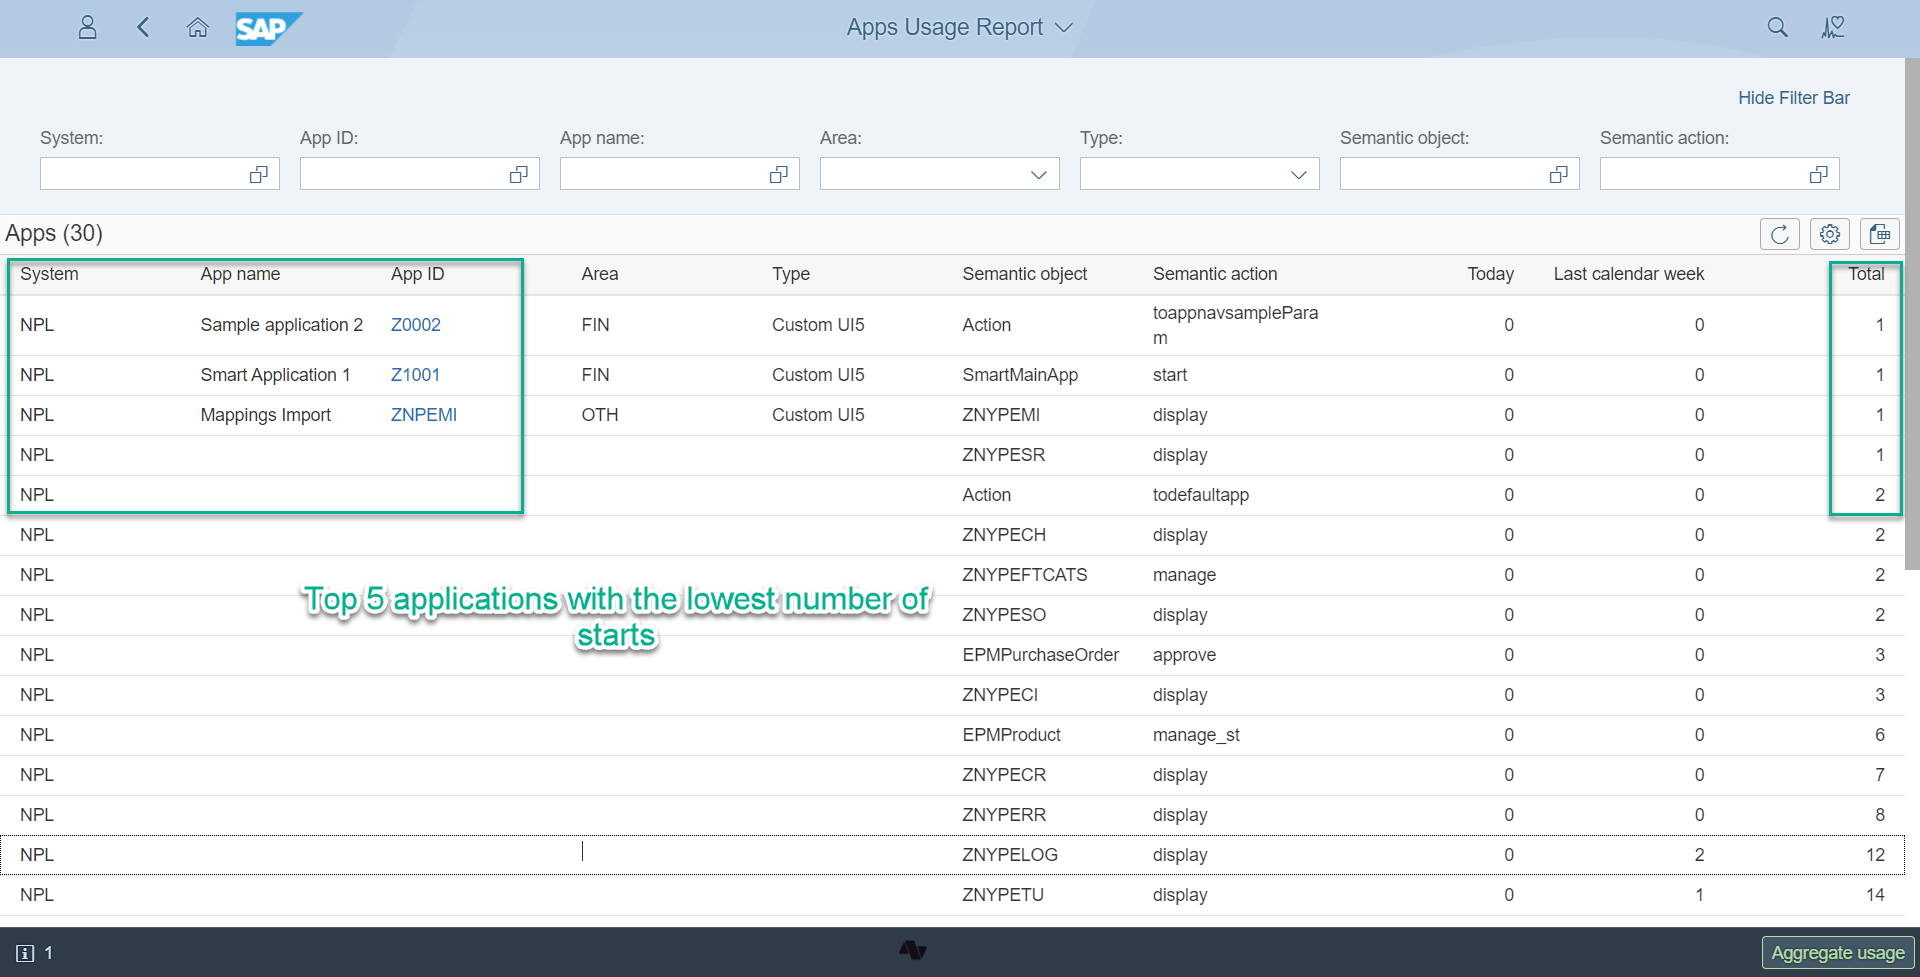 SAP
Apps Usage Report
Hide Filter Bar
System: App ID: App name: Area: Type: Semantic object: Semantic action:
Apps (30)
System App name App ID Area Type Semantic object Semantic action Today Last calendar week Total
NPL Sample application 2 Z0002 FIN Custom UI5 Action toappnavsamplePara
m 0 0 1
NPL Smart Application 1 Z1001 FIN Custom UI5 SmartMainApp start 0 0 1
NPL Mappings Import ZNPEMI OTH Custom UI5 ZNYPEMI display 0 0 1
NPL ZNYPESR display 0 0 1
NPL Action todefaultapp 0 0 2
NPL ZNYPECH display 0 0 2
NPL ZNYPEFTCATS manage 0 0 2
Top 5 applications with the lowest number of
starts
NPL ZNYPESO display 0 0 2
NPL EPMPurchaseOrder approve 0 0 3
NPL ZNYPECI display 0 0 3
NPL EPMProduct manage_st 0 0 6
NPL ZNYPECR display 0 0 7
NPL ZNYPERR display 0 0 8
NPL ZNYPELOG display 0 2 12
NPL ZNYPETU display 0 1 14
1
Aggregate usage